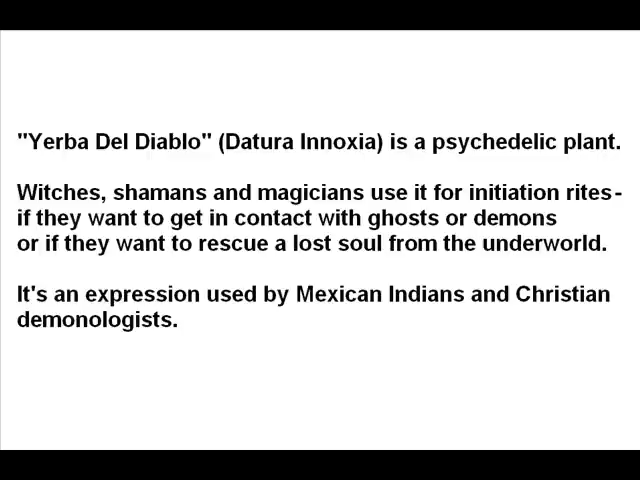 "Yerba Del Diablo" (Datura Innoxia) is a psychedelic plant.
Witches, shamans and magicians use it for initiation rites-
if they want to get in contact with ghosts or demons
or if they want to rescue a lost soul from the underworld.
It's an expression used by Mexican Indians and Christian
demonologists.